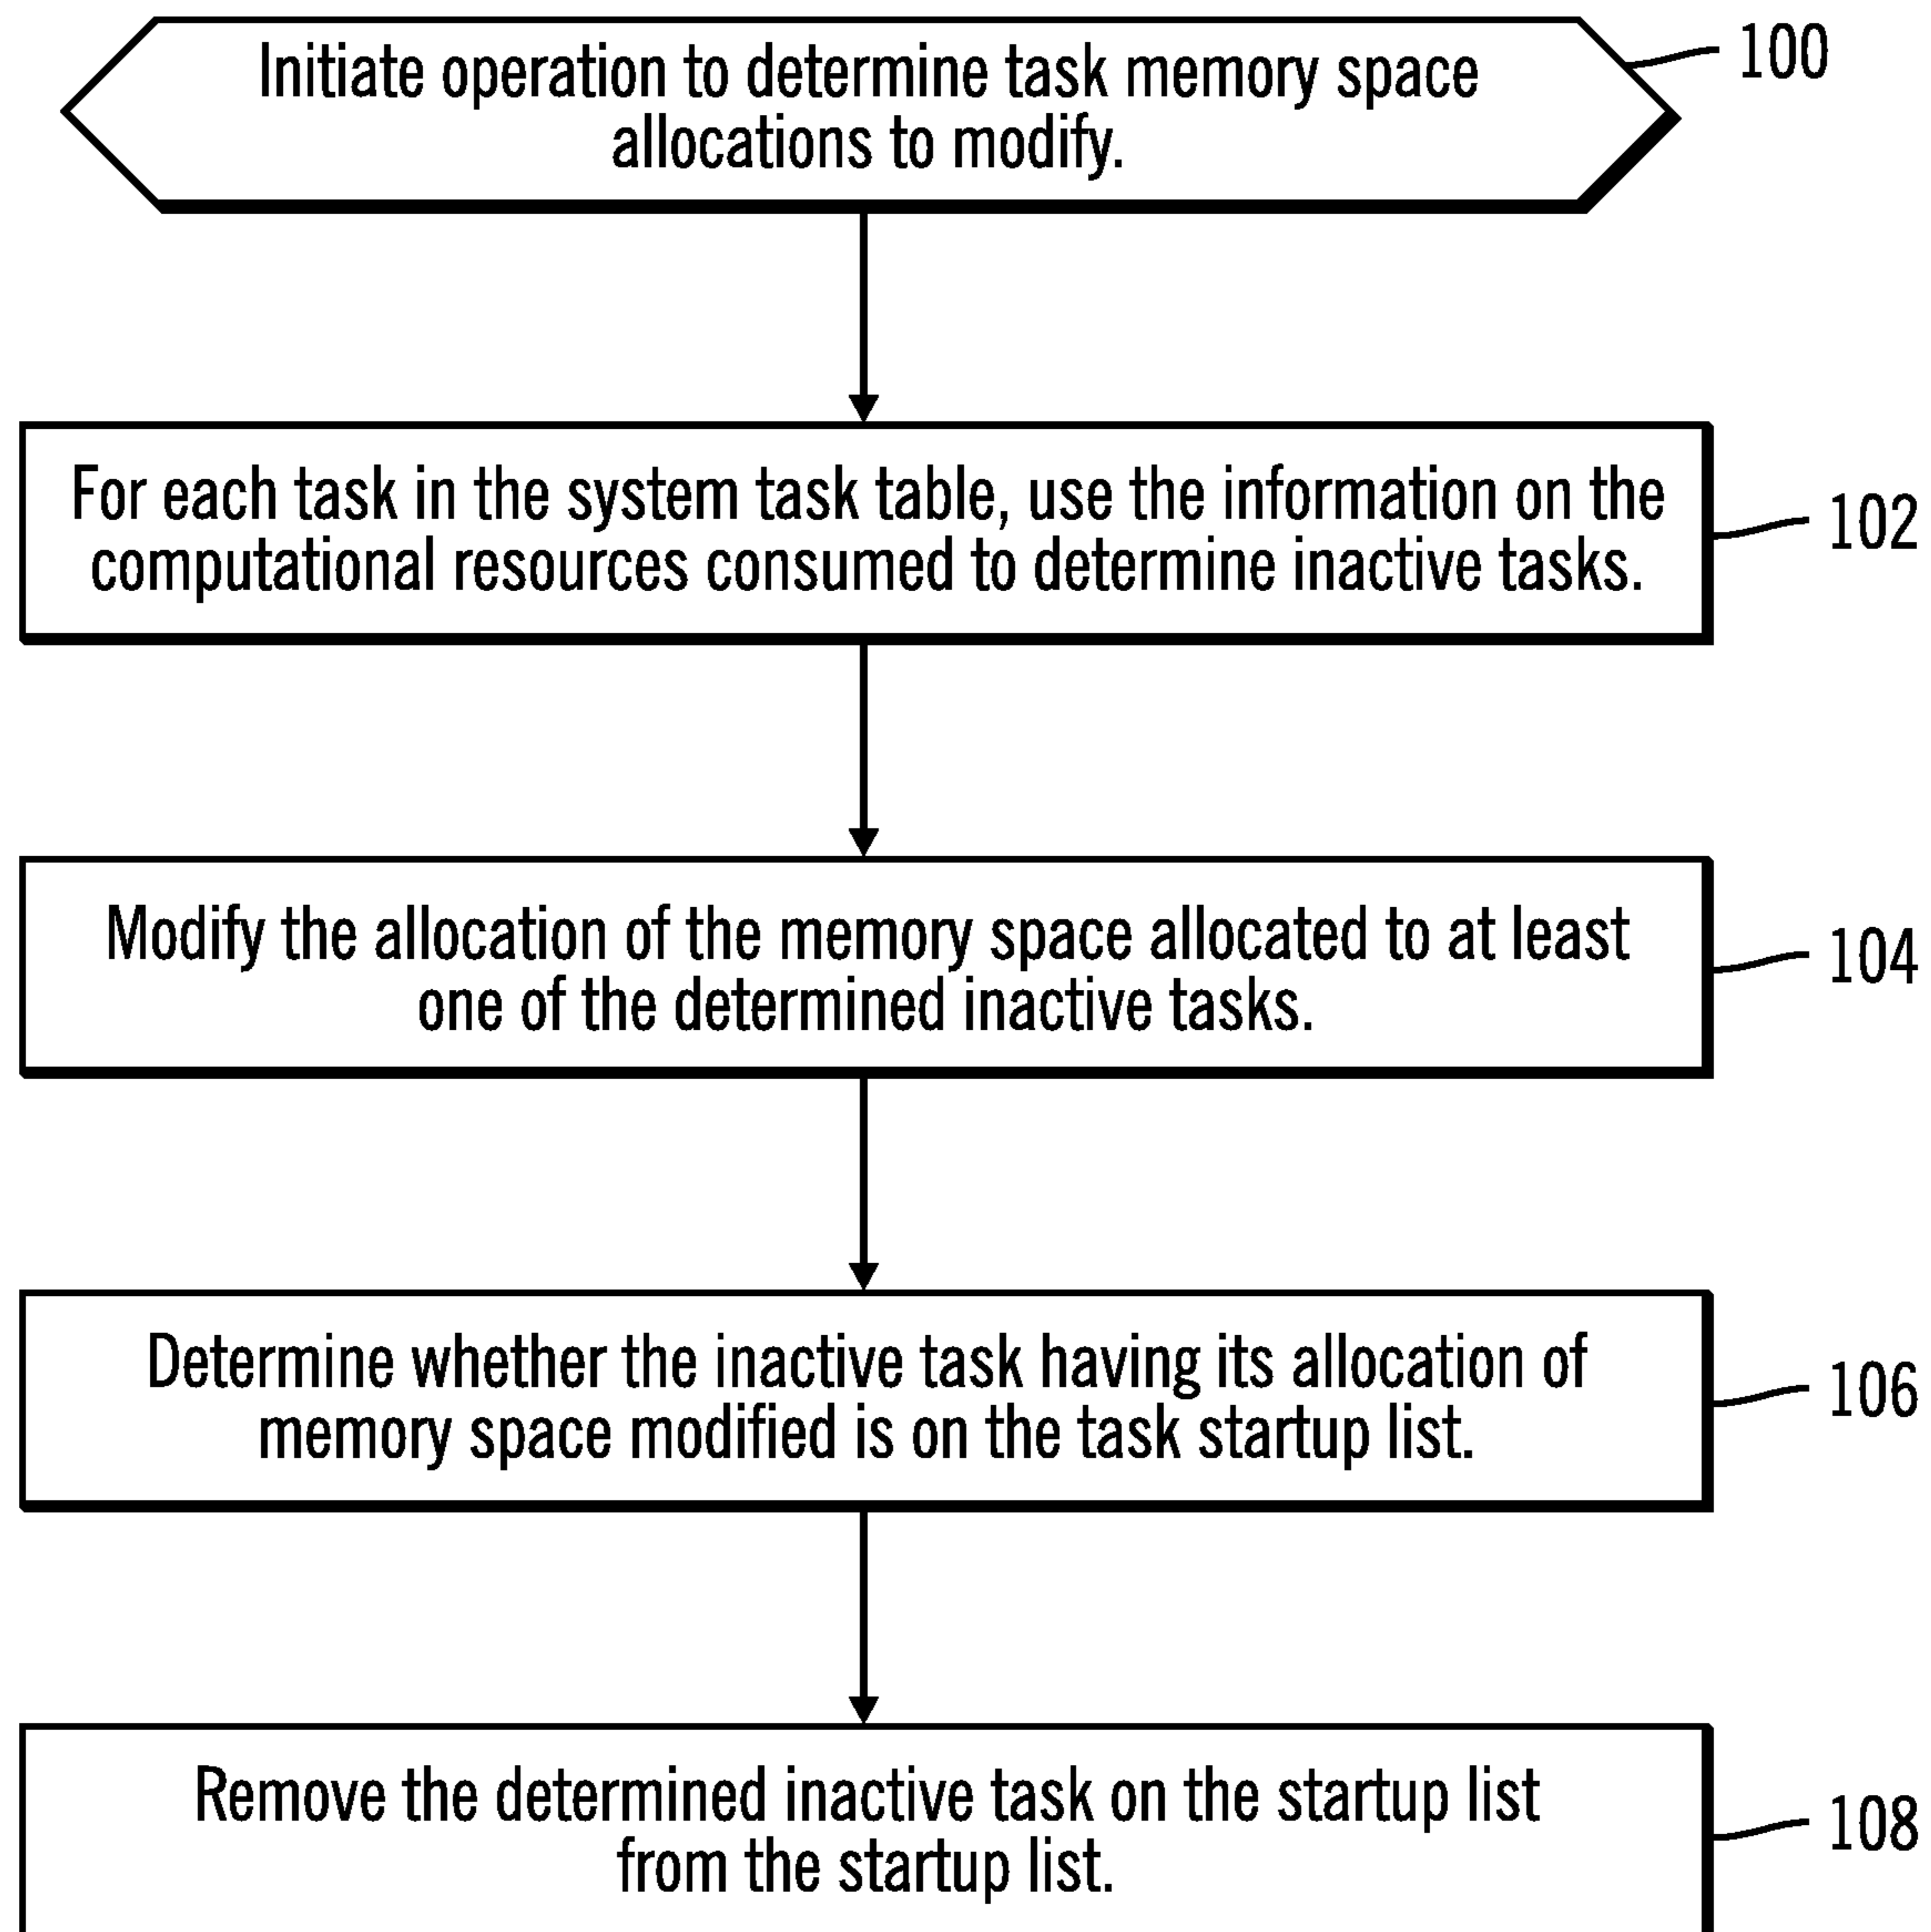 Initiate operation to determine task memory space
allocations to modify.
100
For each task in the system task table, use the information on the
computational resources consumed to determine inactive tasks.
102
Modify the allocation of the memory space allocated to at least
one of the determined inactive tasks.
104
Determine whether the inactive task having its allocation of
memory space modified is on the task startup list.
106
Remove the determined inactive task on the startup list
from the startup list.
108